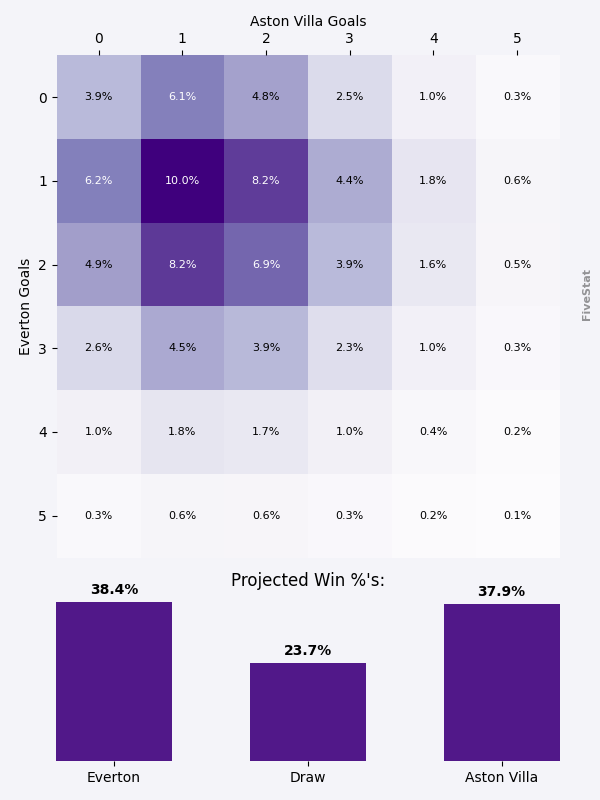 Aston Villa Goals
0 1 2 3 4 5
0 3.9% 6.1% 4.8% 2.5% 1.0% 0.3%
1 6.2% 10.0% 8.2% 4.4% 1.8% 0.6%
2 4.9% 8.2% 6.9% 3.9% 1.6% 0.5%
3 2.6% 4.5% 3.9% 2.3% 1.0% 0.3%
4 1.0% 1.8% 1.7% 1.0% 0.4% 0.2%
5 0.3% 0.6% 0.6% 0.3% 0.2% 0.1%
Everton Goals
FiveStat
Projected Win %'s:
38.4% 23.7% 37.9%
Everton Draw Aston Villa